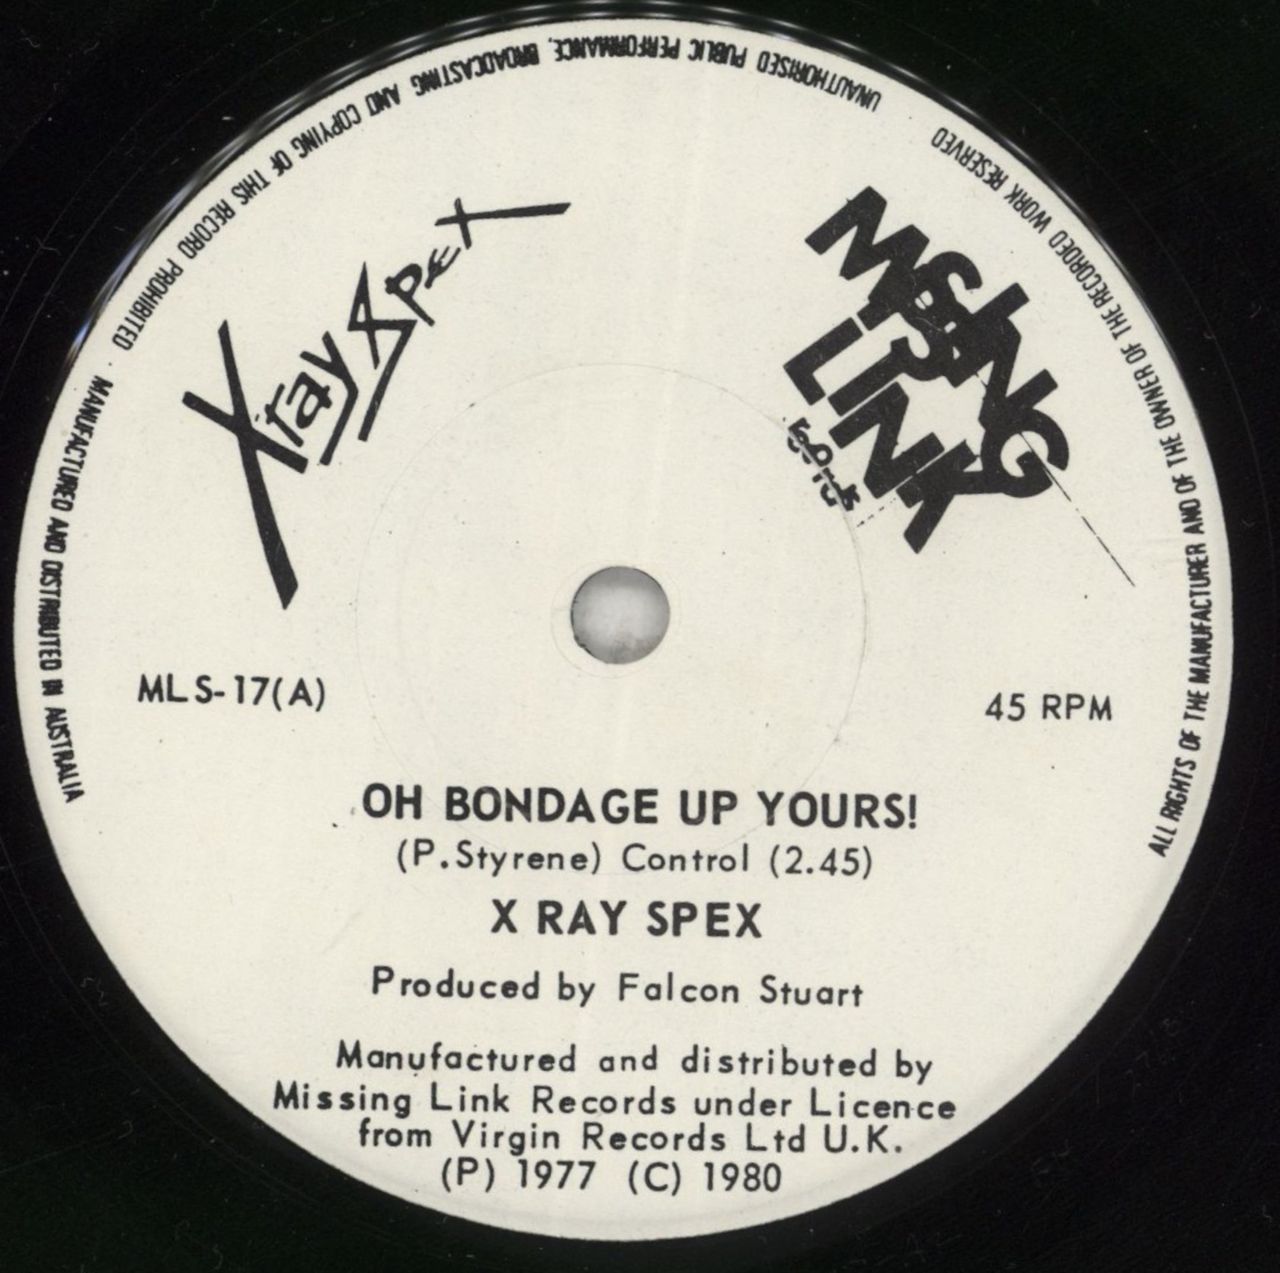 ALL RIGHTS OF THE MANUFACTURER AND OF THE OWNER OF THE RECORDED WORK RESERVED
UNAUTHORISED PUBLIC PERFORMANCE, BROADCASTING AND COPYING OF THIS RECORD PROHIBITED · MANUFACTURED AND DISTRIBUTED IN AUSTRALIA
X ray Spex
MISSING
LINK
MLS-17(A)
45 RPM
OH BONDAGE UP YOURS!
(P.Styrene) Control (2.45)
X RAY SPEX
Produced by Falcon Stuart
Manufactured and distributed by
Missing Link Records under Licence
from Virgin Records Ltd U.K.
(P) 1977 (C) 1980